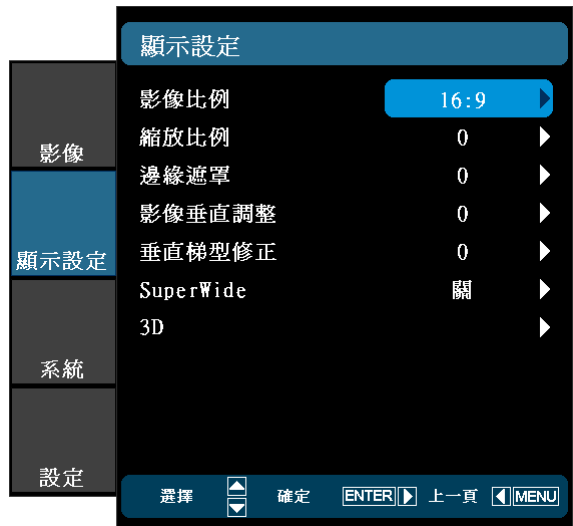 顯示設定
影像
顯示設定
系統
設定
影像比例 16:9
縮放比例 0
邊緣遮罩 0
影像垂直調整 0
垂直梯型修正 0
SuperWide 關
3D
選擇 確定 ENTER 上一頁 MENU